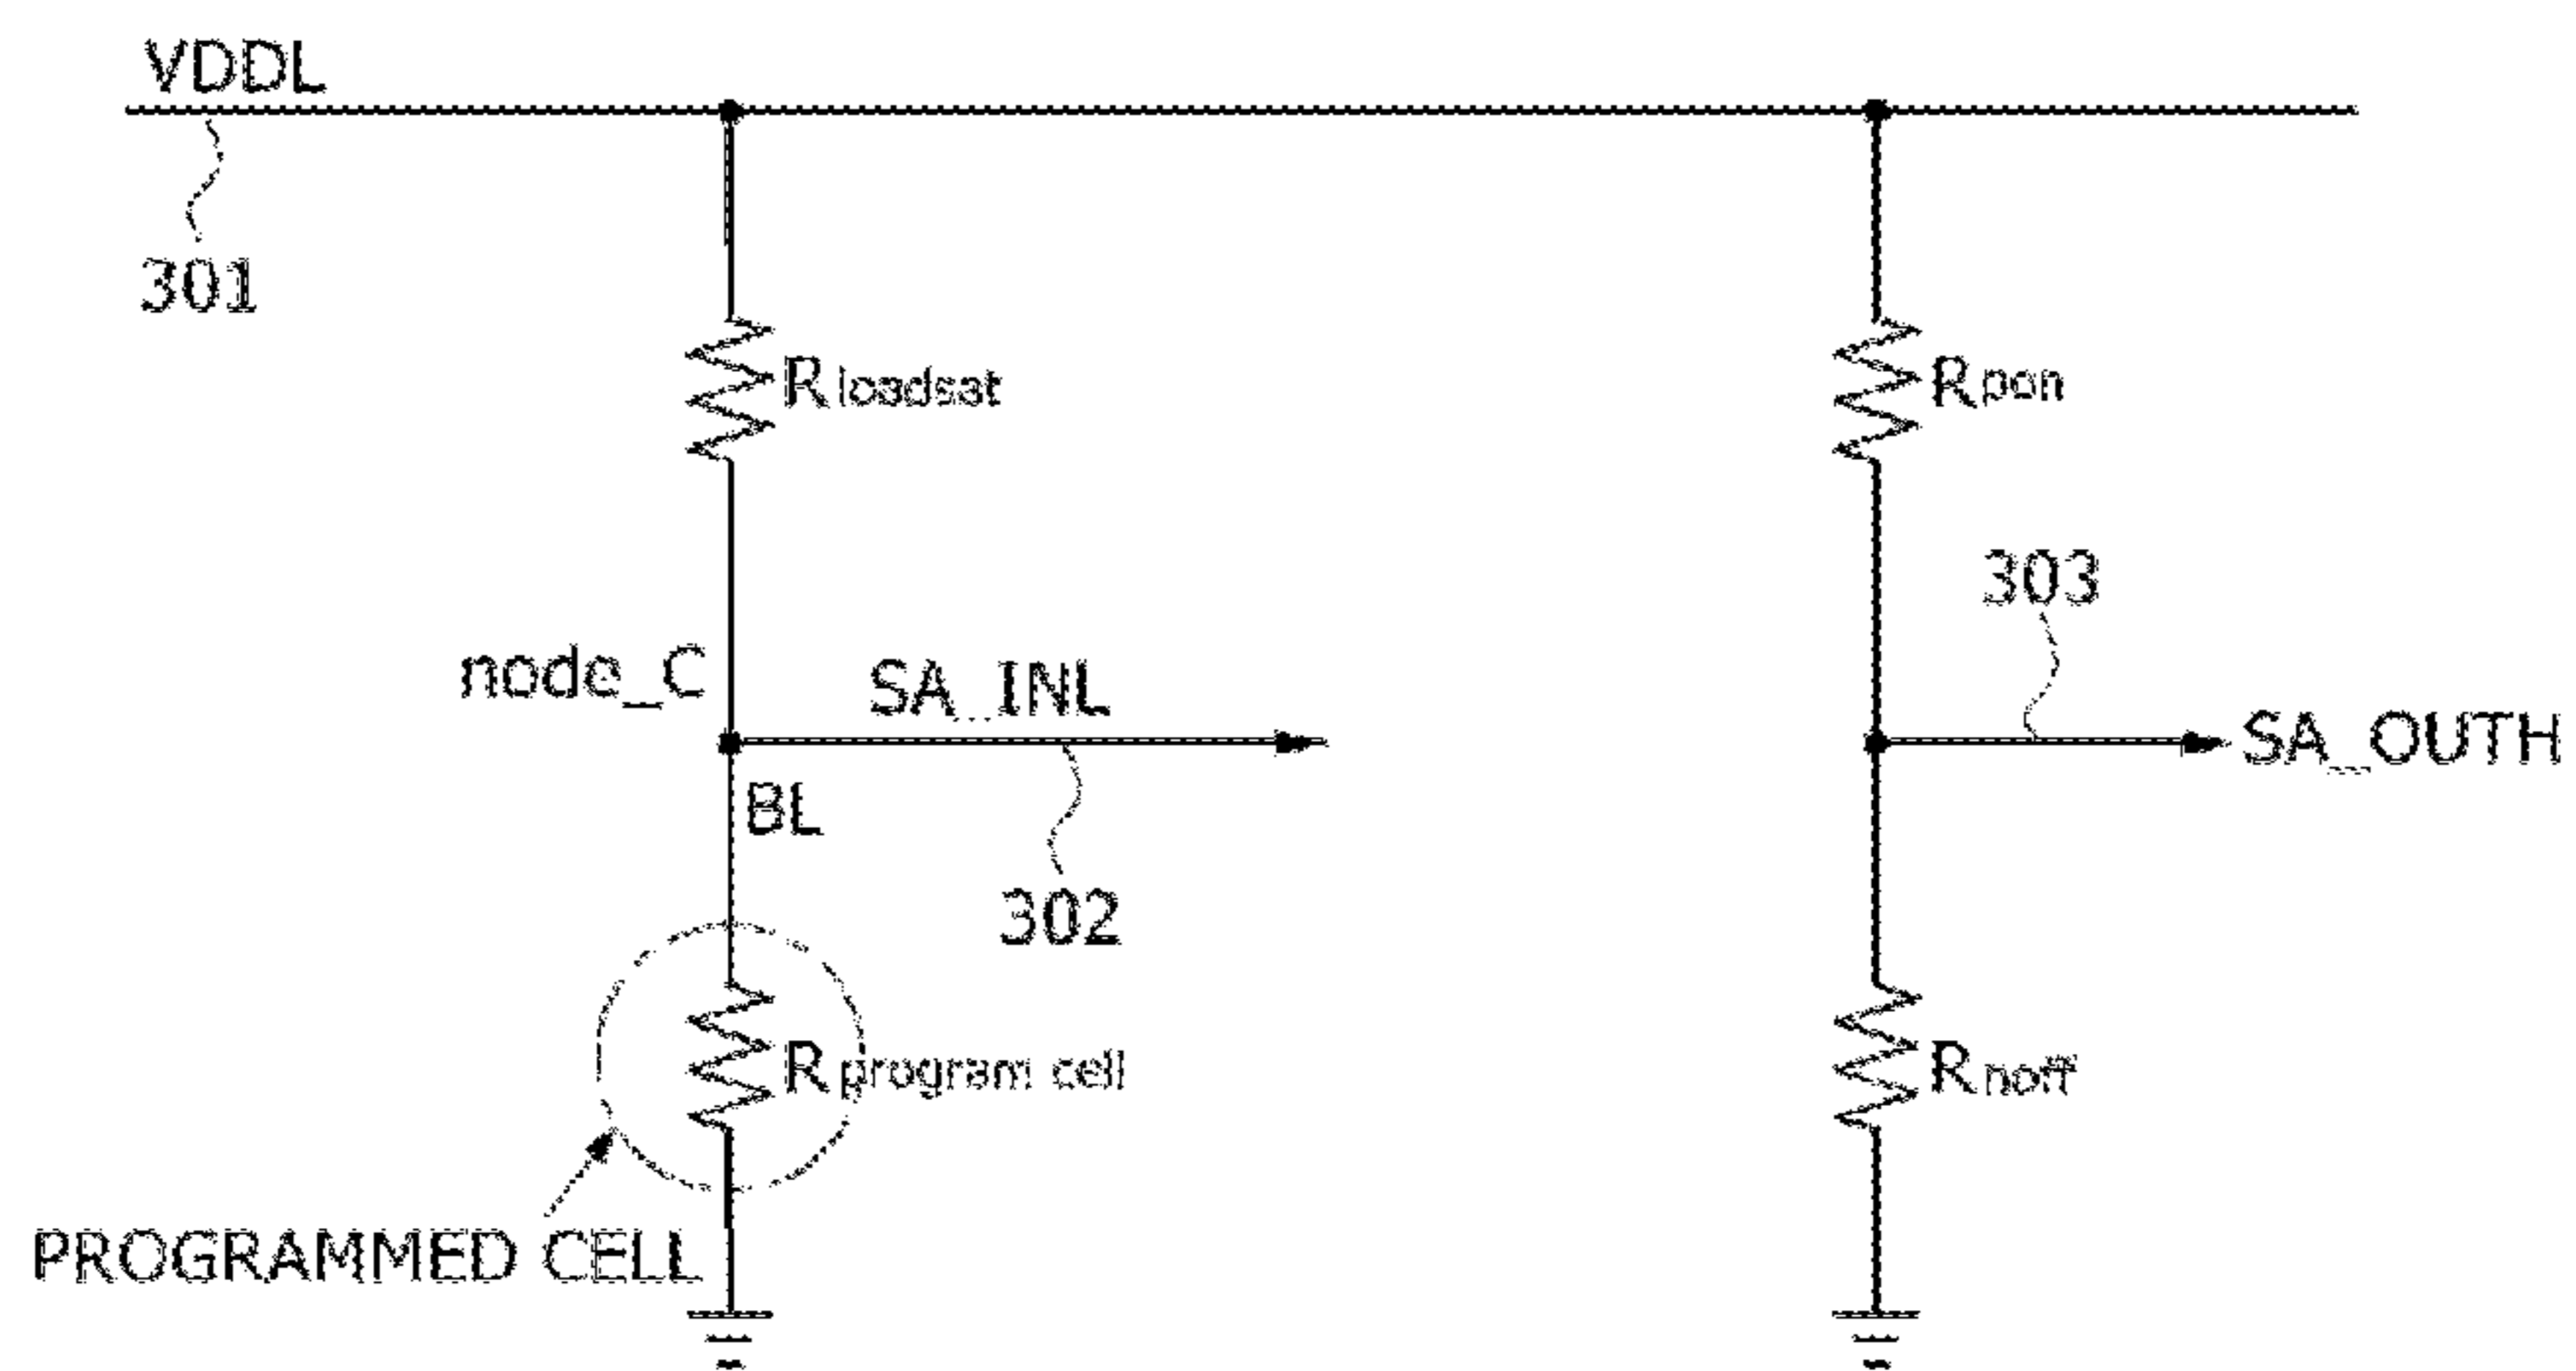 VDDL
301
Rloadsat
Rpon
303
node_C
SA_INL
SA_OUTH
BL
302
Rprogram cell
Rnoff
PROGRAMMED CELL